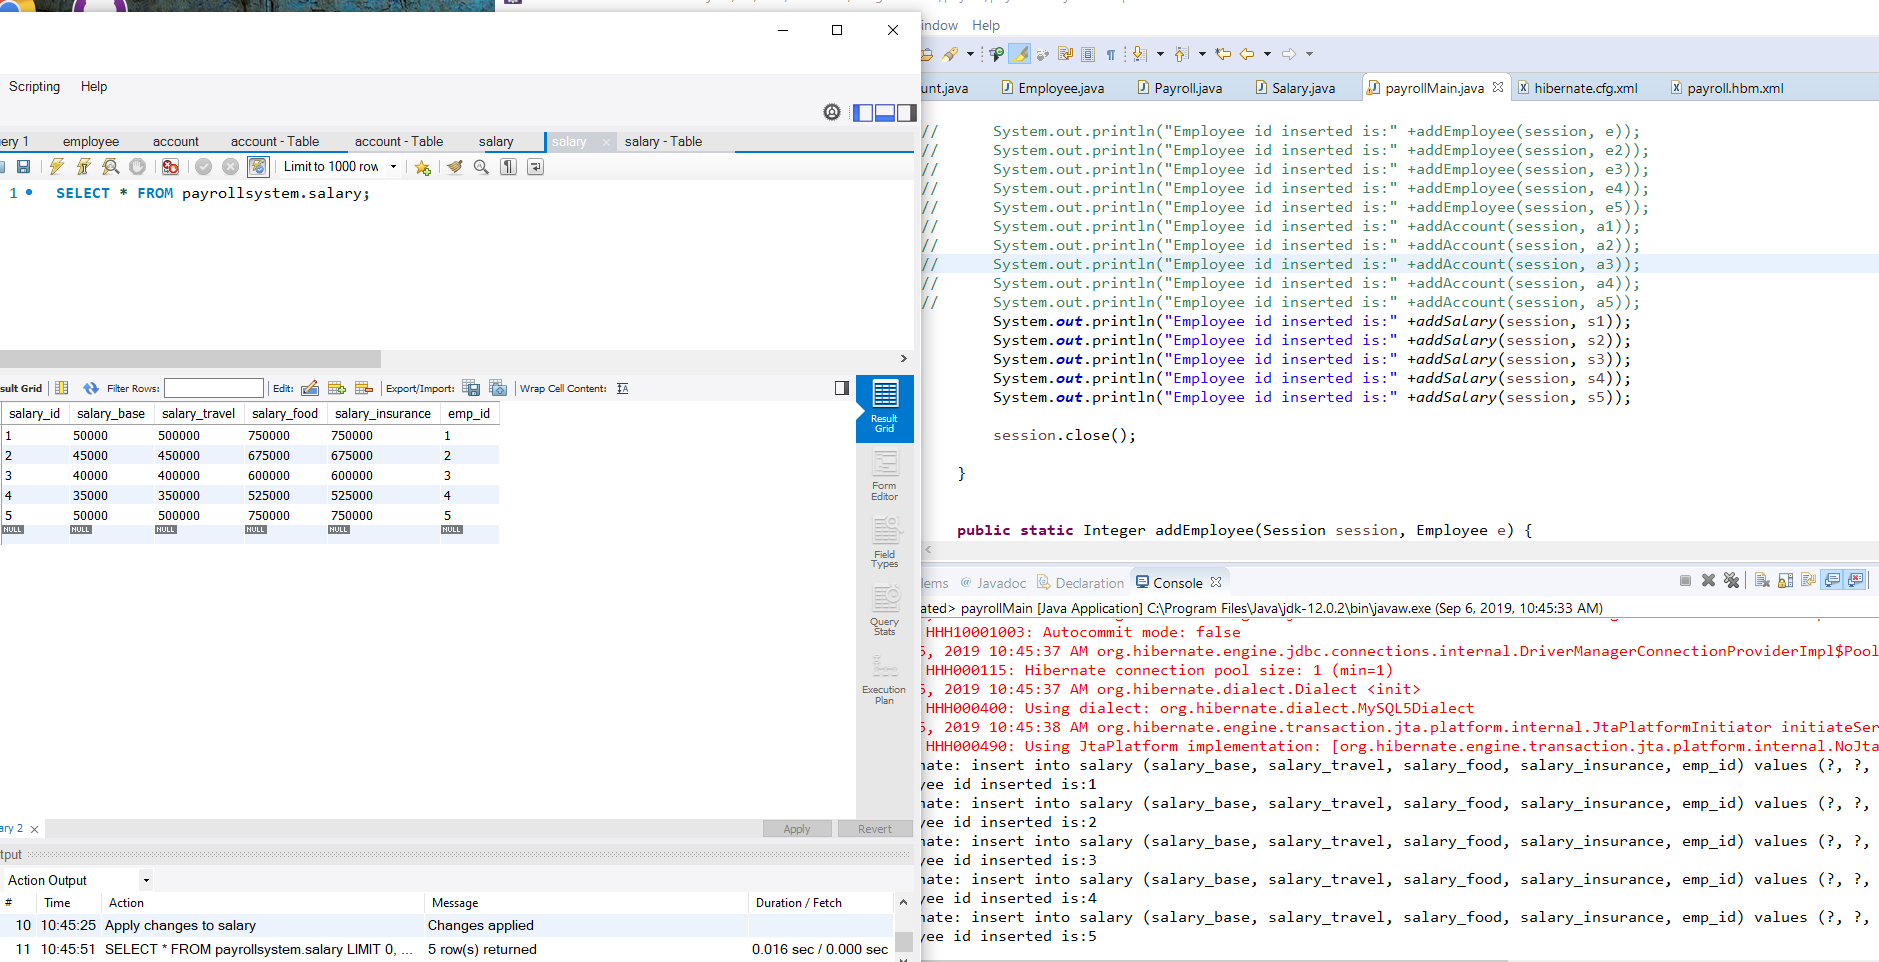 Scripting Help
ery 1 employee account account - Table account - Table salary salary salary - Table
Limit to 1000 row
1 SELECT * FROM payrollsystem.salary;
sult Grid Filter Rows: Edit: Export/Import: Wrap Cell Content:
salary_id salary_base salary_travel salary_food salary_insurance emp_id
1 50000 500000 750000 750000 1
2 45000 450000 675000 675000 2
3 40000 400000 600000 600000 3
4 35000 350000 525000 525000 4
5 50000 500000 750000 750000 5
NULL NULL NULL NULL NULL NULL
Result Grid
Form Editor
Field Types
Query Stats
Execution Plan
ary 2 Apply Revert
tput
Action Output
# Time Action Message Duration / Fetch
10 10:45:25 Apply changes to salary Changes applied
11 10:45:51 SELECT * FROM payrollsystem.salary LIMIT 0, ... 5 row(s) returned 0.016 sec / 0.000 sec
indow Help
unt.java Employee.java Payroll.java Salary.java payrollMain.java hibernate.cfg.xml payroll.hbm.xml
// System.out.println("Employee id inserted is:" +addEmployee(session, e));
// System.out.println("Employee id inserted is:" +addEmployee(session, e2));
// System.out.println("Employee id inserted is:" +addEmployee(session, e3));
// System.out.println("Employee id inserted is:" +addEmployee(session, e4));
// System.out.println("Employee id inserted is:" +addEmployee(session, e5));
// System.out.println("Employee id inserted is:" +addAccount(session, a1));
// System.out.println("Employee id inserted is:" +addAccount(session, a2));
// System.out.println("Employee id inserted is:" +addAccount(session, a3));
// System.out.println("Employee id inserted is:" +addAccount(session, a4));
// System.out.println("Employee id inserted is:" +addAccount(session, a5));
System.out.println("Employee id inserted is:" +addSalary(session, s1));
System.out.println("Employee id inserted is:" +addSalary(session, s2));
System.out.println("Employee id inserted is:" +addSalary(session, s3));
System.out.println("Employee id inserted is:" +addSalary(session, s4));
System.out.println("Employee id inserted is:" +addSalary(session, s5));
session.close();
}
public static Integer addEmployee(Session session, Employee e) {
lems @ Javadoc Declaration Console
ated> payrollMain [Java Application] C:\Program Files\Java\jdk-12.0.2\bin\javaw.exe (Sep 6, 2019, 10:45:33 AM)
HHH10001003: Autocommit mode: false
6, 2019 10:45:37 AM org.hibernate.engine.jdbc.connections.internal.DriverManagerConnectionProviderImpl$Pool
HHH000115: Hibernate connection pool size: 1 (min=1)
6, 2019 10:45:37 AM org.hibernate.dialect.Dialect <init>
HHH000400: Using dialect: org.hibernate.dialect.MySQL5Dialect
6, 2019 10:45:38 AM org.hibernate.engine.transaction.jta.platform.internal.JtaPlatformInitiator initiateSer
HHH000490: Using JtaPlatform implementation: [org.hibernate.engine.transaction.jta.platform.internal.NoJta
nate: insert into salary (salary_base, salary_travel, salary_food, salary_insurance, emp_id) values (?, ?,
yee id inserted is:1
nate: insert into salary (salary_base, salary_travel, salary_food, salary_insurance, emp_id) values (?, ?,
yee id inserted is:2
nate: insert into salary (salary_base, salary_travel, salary_food, salary_insurance, emp_id) values (?, ?,
yee id inserted is:3
nate: insert into salary (salary_base, salary_travel, salary_food, salary_insurance, emp_id) values (?, ?,
yee id inserted is:4
nate: insert into salary (salary_base, salary_travel, salary_food, salary_insurance, emp_id) values (?, ?,
yee id inserted is:5